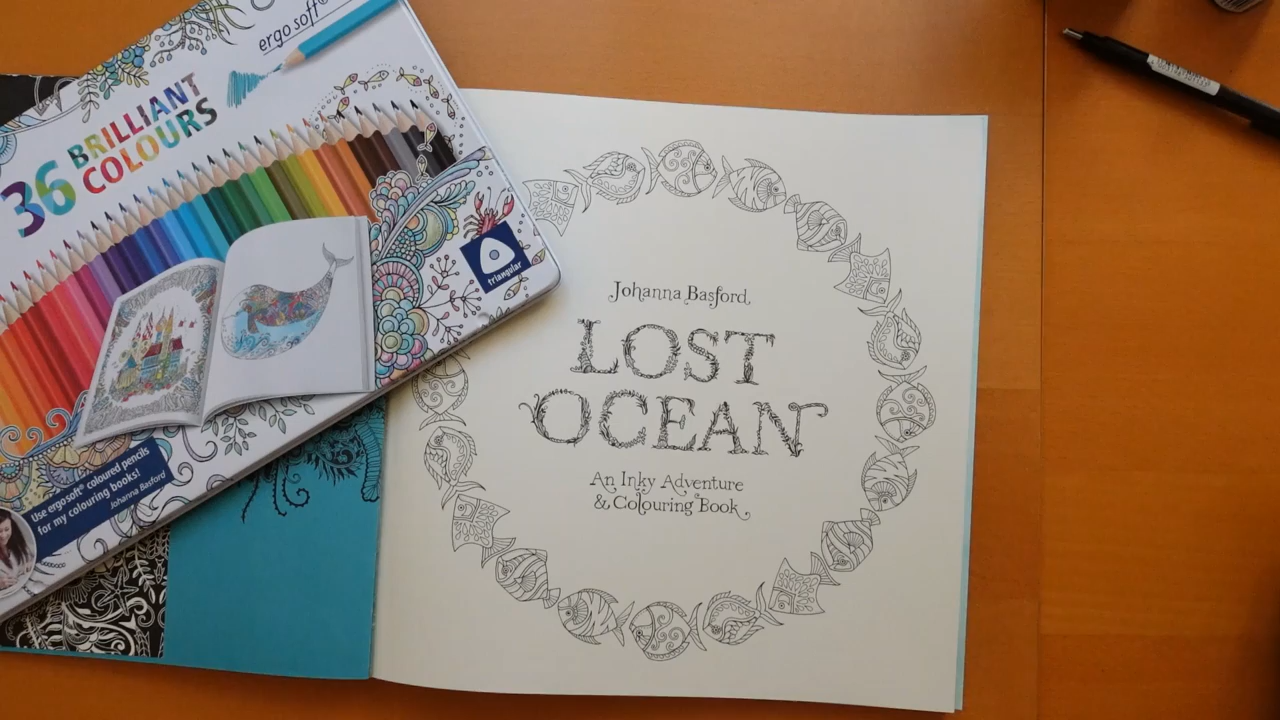 ergo soft®
36 BRILLIANT
COLOURS
triangular
Use ergosoft® coloured pencils
for my colouring books!
Johanna Basford
Johanna Basford
LOST
OCEAN
An Inky Adventure
& Colouring Book